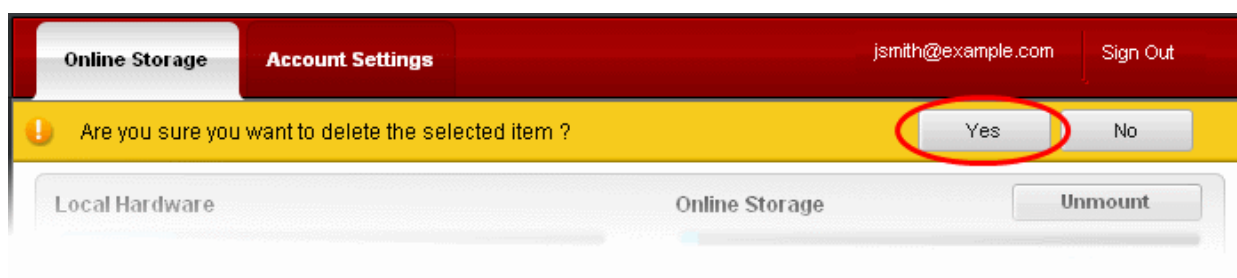 Online Storage Account Settings jsmith@example.com Sign Out
Are you sure you want to delete the selected item ? Yes No
Local Hardware Online Storage Unmount